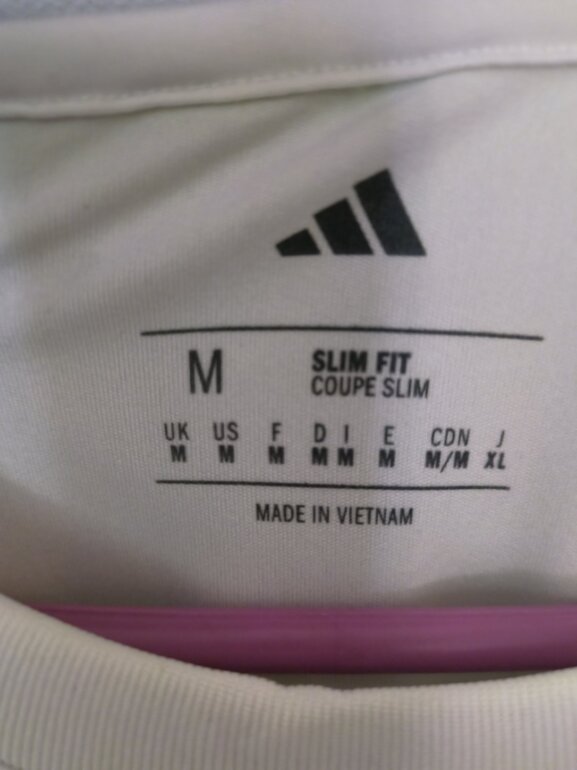 M
SLIM FIT
COUPE SLIM
UK US F D I E CDN J
M M M M M M M/M XL
MADE IN VIETNAM